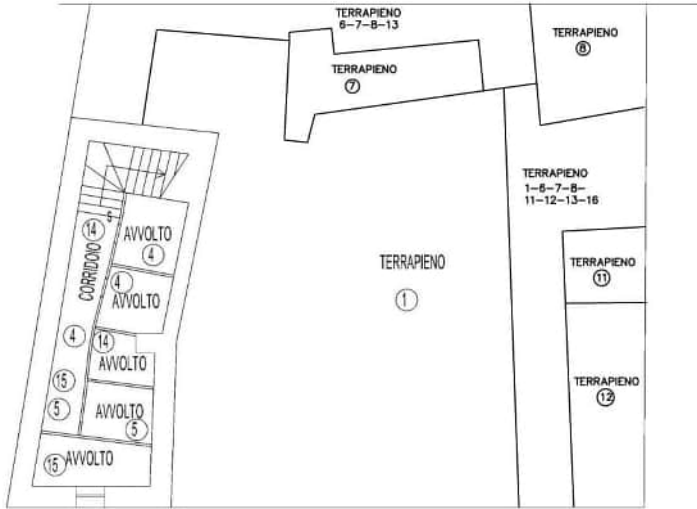 TERRAPIENO
6-7-8-13
TERRAPIENO
8
TERRAPIENO
7
TERRAPIENO
1-6-7-8-
11-12-13-16
S
14
CORRIDOIO
AVVOLTO
4
4
AVVOLTO
TERRAPIENO
1
TERRAPIENO
11
4
14
AVVOLTO
15
5
AVVOLTO
5
TERRAPIENO
12
15
AVVOLTO